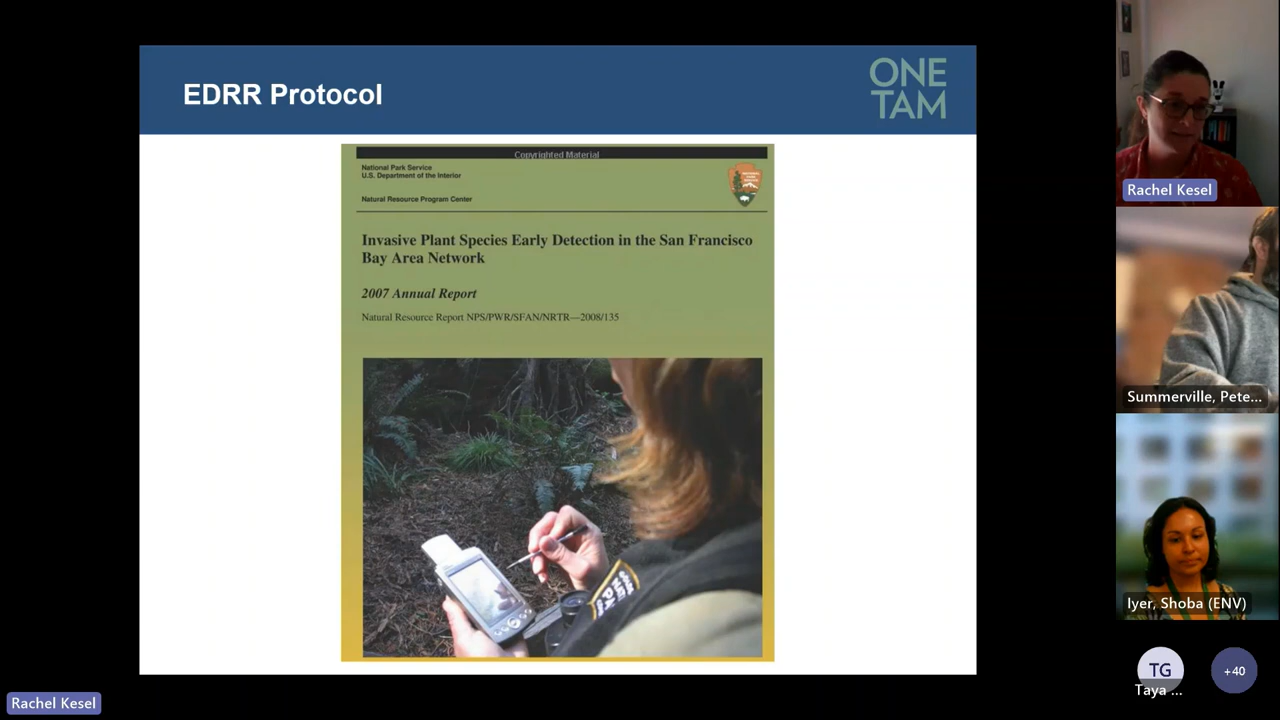 EDRR Protocol
ONE
TAM
Copyrighted Material
National Park Service
U.S. Department of the Interior
Natural Resource Program Center
Invasive Plant Species Early Detection in the San Francisco
Bay Area Network
2007 Annual Report
Natural Resource Report NPS/PWR/SFAN/NRTR—2008/135
Rachel Kesel
Summerville, Pete...
Iyer, Shoba (ENV)
TG
+40
Taya ...
Rachel Kesel